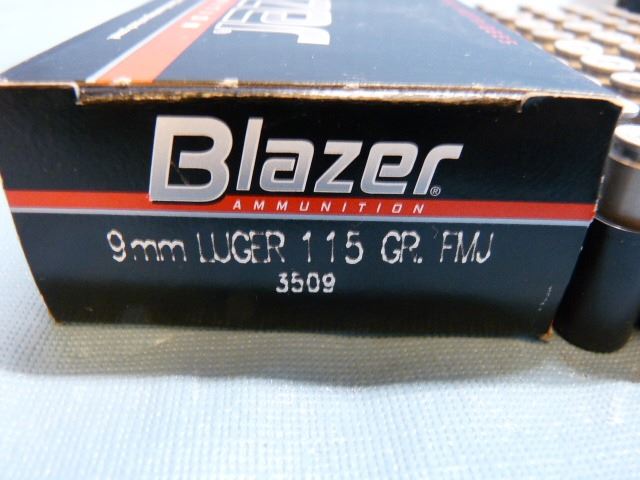 Blazer®
AMMUNITION
9mm LUGER 115 GR. FMJ
3509